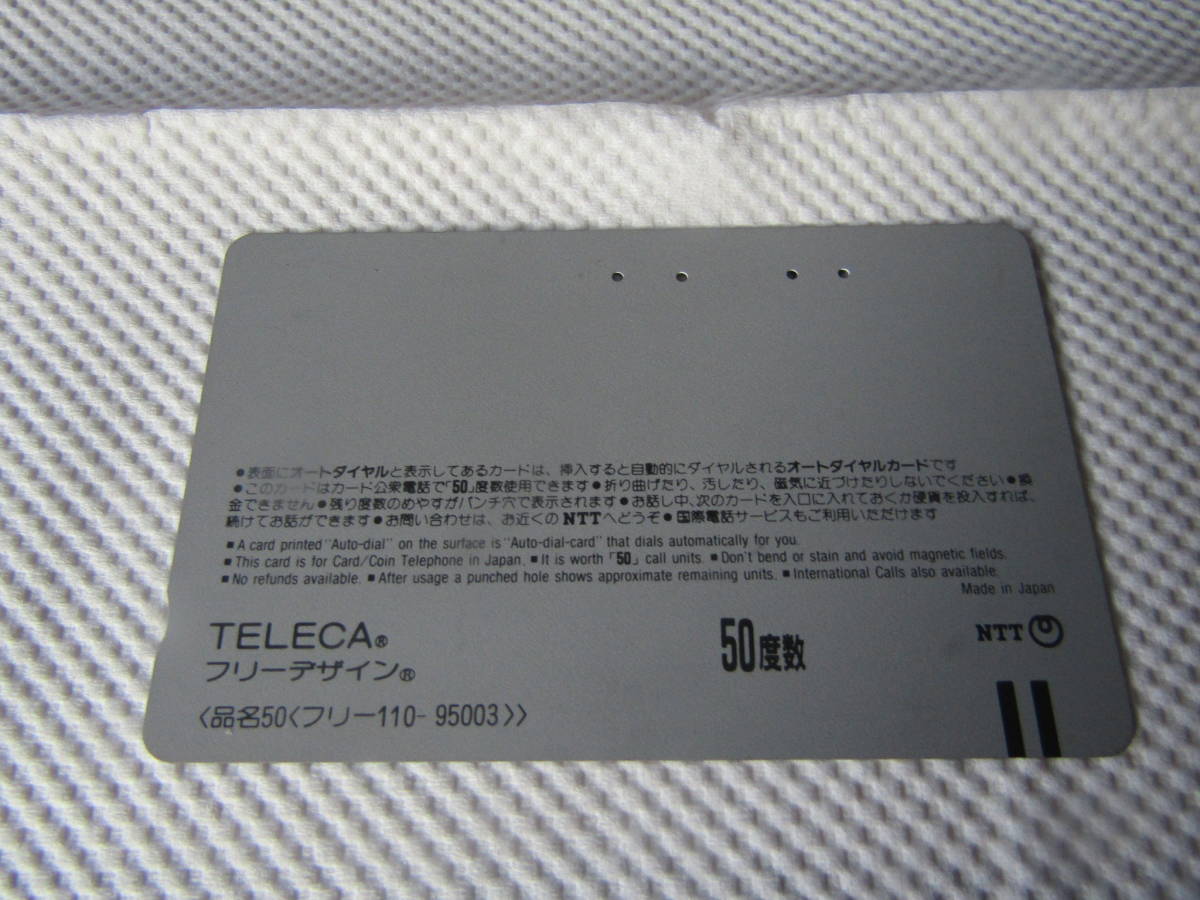 ●表面にオートダイヤルと表示してあるカードは、挿入すると自動的にダイヤルされるオートダイヤルカードです
●このカードはカード公衆電話で「50」度数使用できます●折り曲げたり、汚したり、磁気に近づけたりしないでください●換
金できません●残り度数のめやすがパンチ穴で表示されます●お話し中、次のカードを入口に入れておくか硬貨を投入すれば、
続けてお話ができます●お問い合わせは、お近くのNTTへどうぞ●国際電話サービスもご利用いただけます
■A card printed "Auto-dial" on the surface is "Auto-dial-card" that dials automatically for you.
■This card is for Card/Coin Telephone in Japan. ■It is worth「50」call units. ■Don't bend or stain and avoid magnetic fields.
■No refunds available. ■After usage a punched hole shows approximate remaining units. ■International Calls also available.
Made in Japan
TELECA®
フリーデザイン®
50度数
NTT
〈品名50〈フリー110-95003〉〉